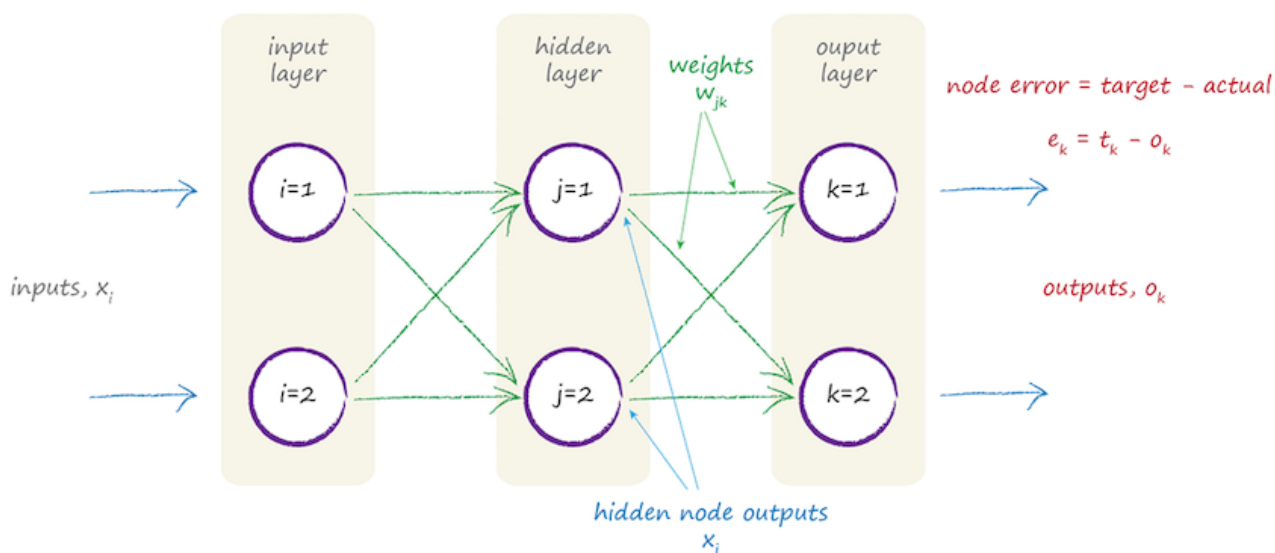 input
layer
hidden
layer
ouput
layer
weights
w_jk
node error = target - actual
e_k = t_k - o_k
i=1
j=1
k=1
inputs, x_i
outputs, o_k
i=2
j=2
k=2
hidden node outputs
x_j